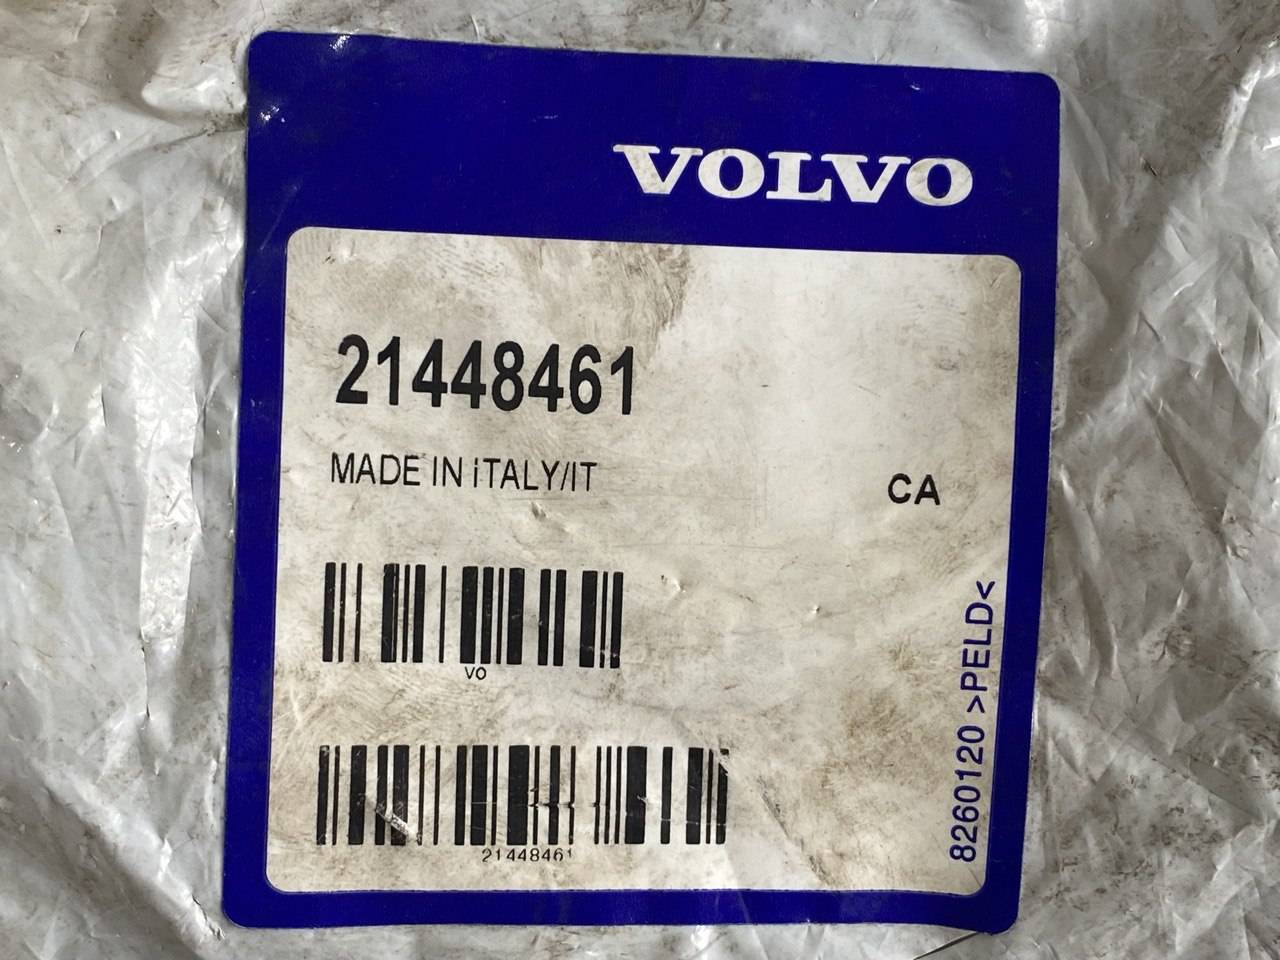 VOLVO
21448461
MADE IN iTALY/IT
CA
VO
21448461
8260120 >PELD<